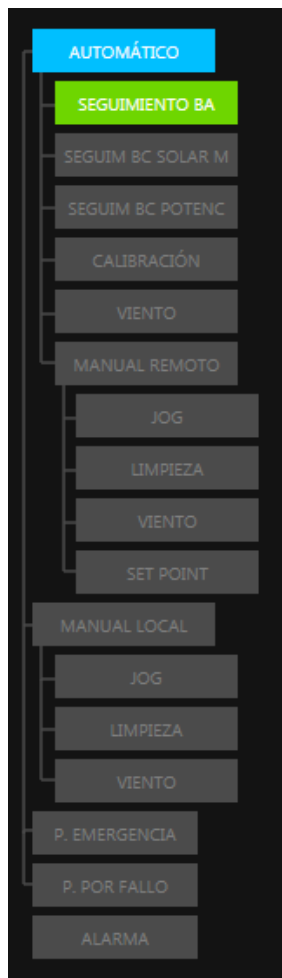 AUTOMÁTICO
SEGUIMIENTO BA
SEGUIM BC SOLAR M
SEGUIM BC POTENC
CALIBRACIÓN
VIENTO
MANUAL REMOTO
JOG
LIMPIEZA
VIENTO
SET POINT
MANUAL LOCAL
JOG
LIMPIEZA
VIENTO
P. EMERGENCIA
P. POR FALLO
ALARMA